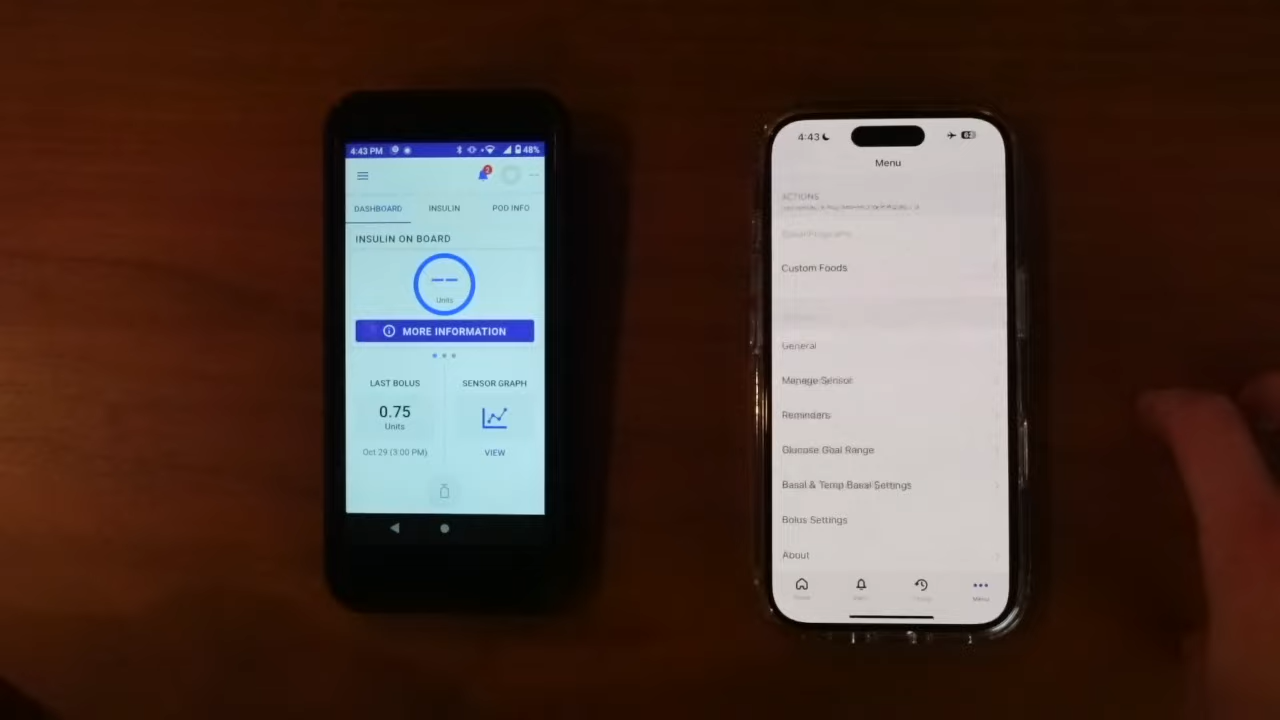 4:43 PM
48%
DASHBOARD INSULIN POD INFO
INSULIN ON BOARD
--
Units
MORE INFORMATION
LAST BOLUS SENSOR GRAPH
0.75
Units
Oct 29 (3:00 PM) VIEW
4:43
Menu
ACTIONS
Custom Foods
General
Manage Sensor
Reminders
Glucose Goal Range
Basal & Temp Basal Settings
Bolus Settings
About
Menu